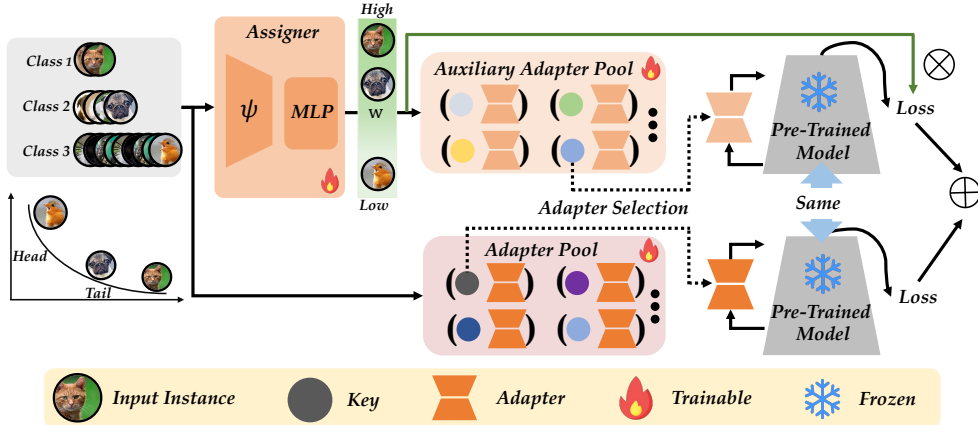 Class 1
Class 2
Class 3
Head
Tail
Assigner
ψ
MLP
High
w
Low
Auxiliary Adapter Pool
( ) ( )
( ) ( )
Adapter Selection
Adapter Pool
( ) ( )
( ) ( )
Pre-Trained
Model
Loss
Same
Pre-Trained
Model
Loss
Input Instance
Key
Adapter
Trainable
Frozen